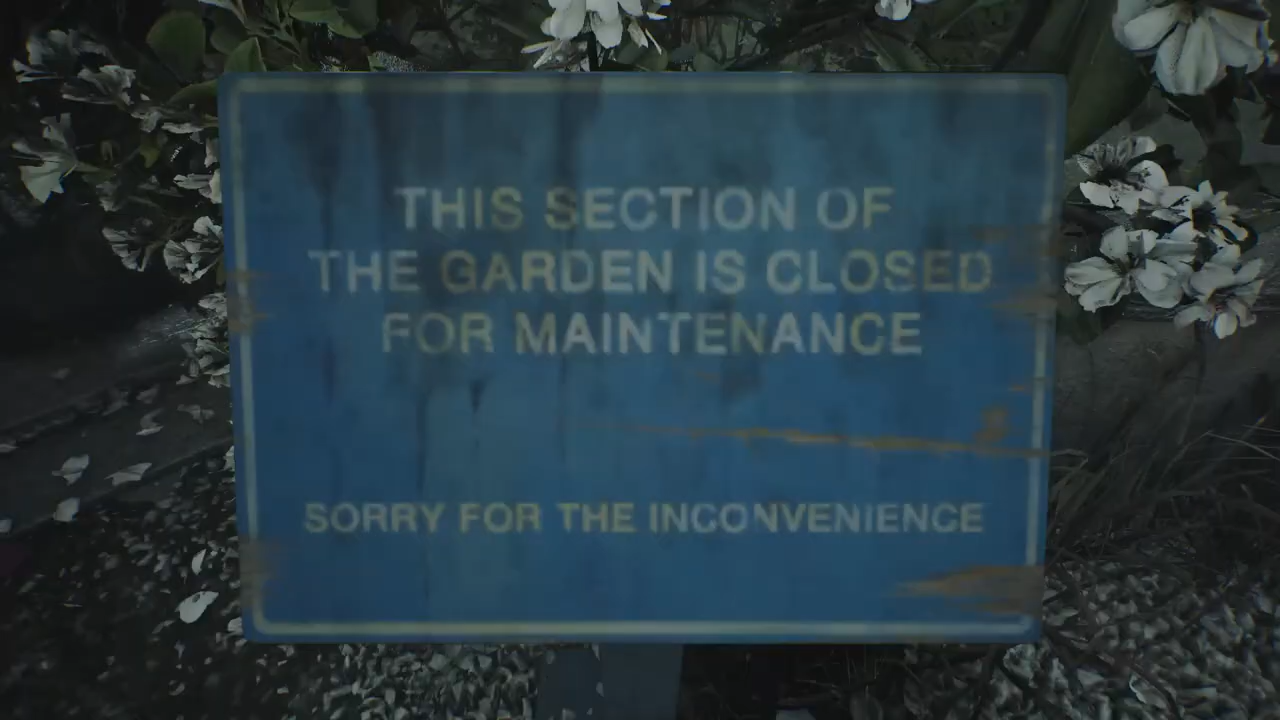 THIS SECTION OF
THE GARDEN IS CLOSED
FOR MAINTENANCE
SORRY FOR THE INCONVENIENCE